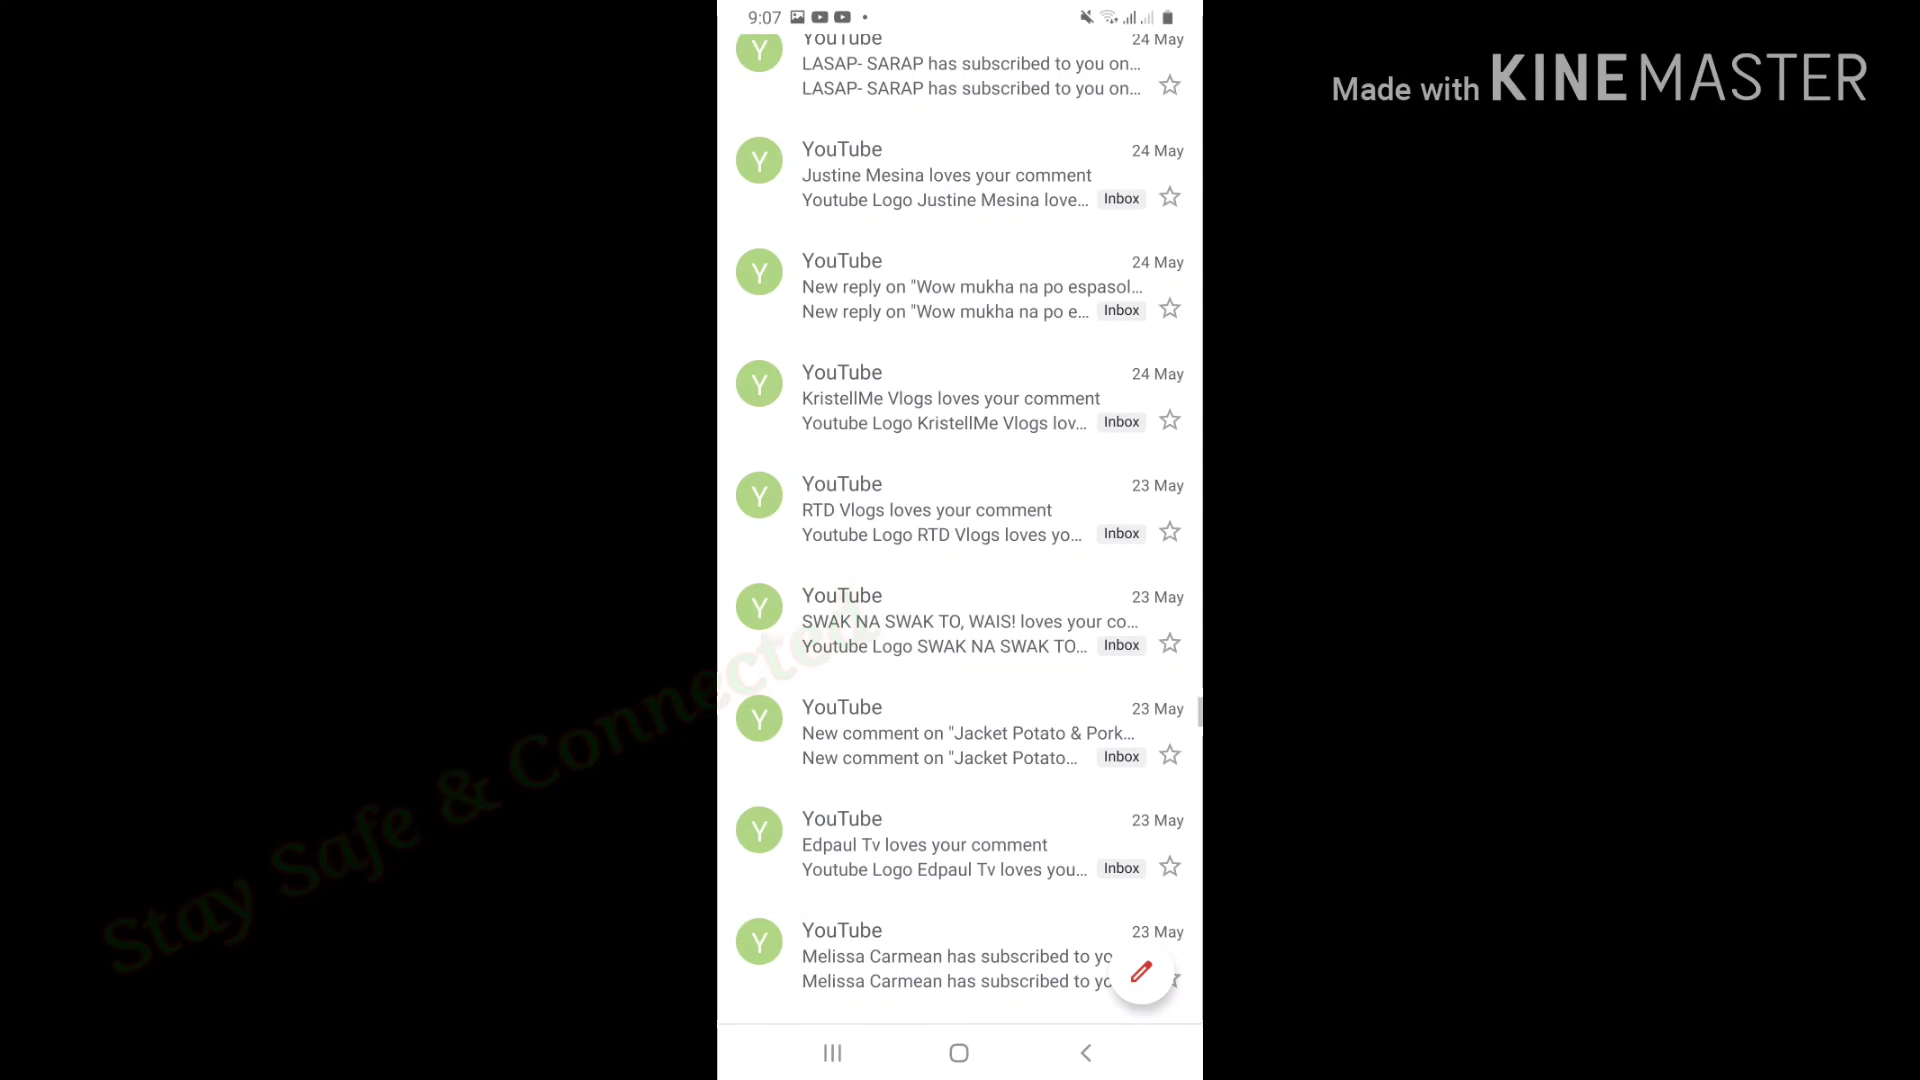 9:07
Made with KINEMASTER
YouTube
24 May
LASAP- SARAP has subscribed to you on...
LASAP- SARAP has subscribed to you on...
Y
YouTube
24 May
Justine Mesina loves your comment
Youtube Logo Justine Mesina love...
Inbox
Y
YouTube
24 May
New reply on "Wow mukha na po espasol...
New reply on "Wow mukha na po e...
Inbox
Y
YouTube
24 May
KristellMe Vlogs loves your comment
Youtube Logo KristellMe Vlogs lov...
Inbox
Y
YouTube
23 May
RTD Vlogs loves your comment
Youtube Logo RTD Vlogs loves yo...
Inbox
Y
YouTube
23 May
SWAK NA SWAK TO, WAIS! loves your co...
Youtube Logo SWAK NA SWAK TO...
Inbox
Y
YouTube
23 May
New comment on "Jacket Potato & Pork...
New comment on "Jacket Potato...
Inbox
Y
YouTube
23 May
Edpaul Tv loves your comment
Youtube Logo Edpaul Tv loves you...
Inbox
Y
YouTube
23 May
Melissa Carmean has subscribed to yo
Melissa Carmean has subscribed to yo
Y
Stay Safe & Connected